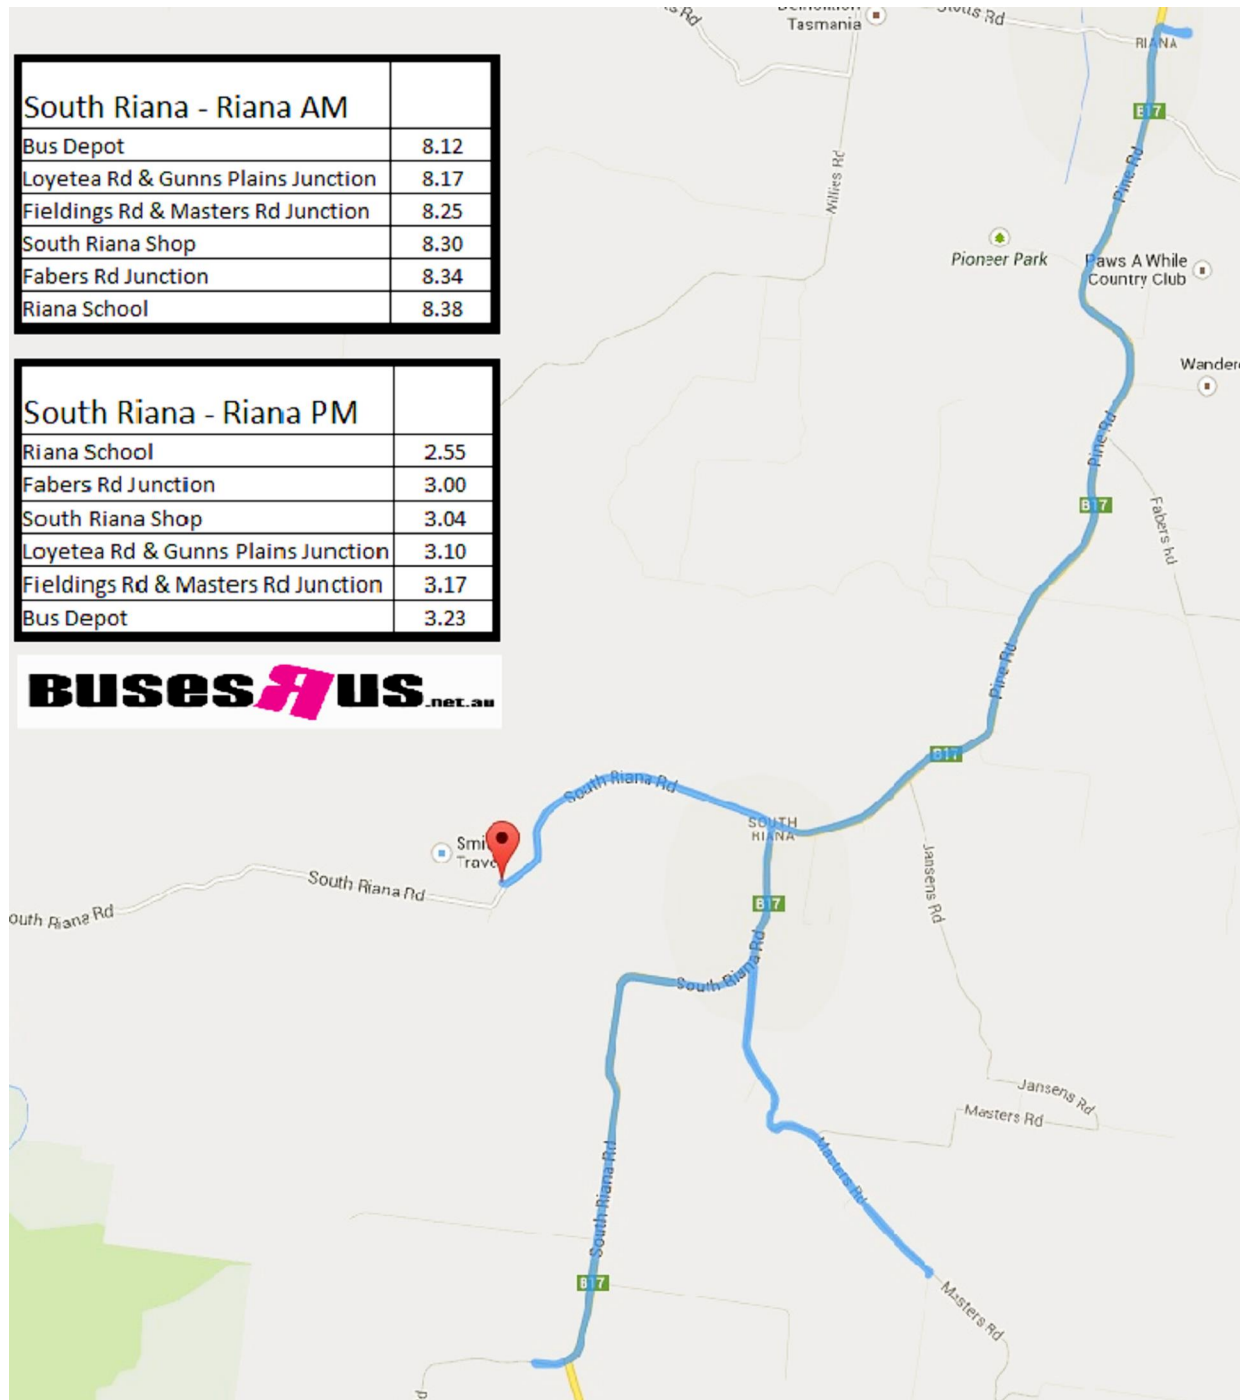 Demolition
Tasmania
RIANA
B17
South Riana - Riana AM
Bus Depot 8.12
Loyetea Rd & Gunns Plains Junction 8.17
Fieldings Rd & Masters Rd Junction 8.25
South Riana Shop 8.30
Fabers Rd Junction 8.34
Riana School 8.38
Pine Rd
Willies Rd
Pioneer Park
Paws A While
Country Club
South Riana - Riana PM
Riana School 2.55
Fabers Rd Junction 3.00
South Riana Shop 3.04
Loyetea Rd & Gunns Plains Junction 3.10
Fieldings Rd & Masters Rd Junction 3.17
Bus Depot 3.23
Pine Rd
B17
Fabers Rd
Pine Rd
BUSESRUS.net.au
B17
South Riana Rd
SOUTH
RIANA
South Riana Rd
outh Riana Rd
B17
Jansens Rd
South Riana Rd
Jansens Rd
Masters Rd
Masters Rd
South Riana Rd
B17
Masters Rd